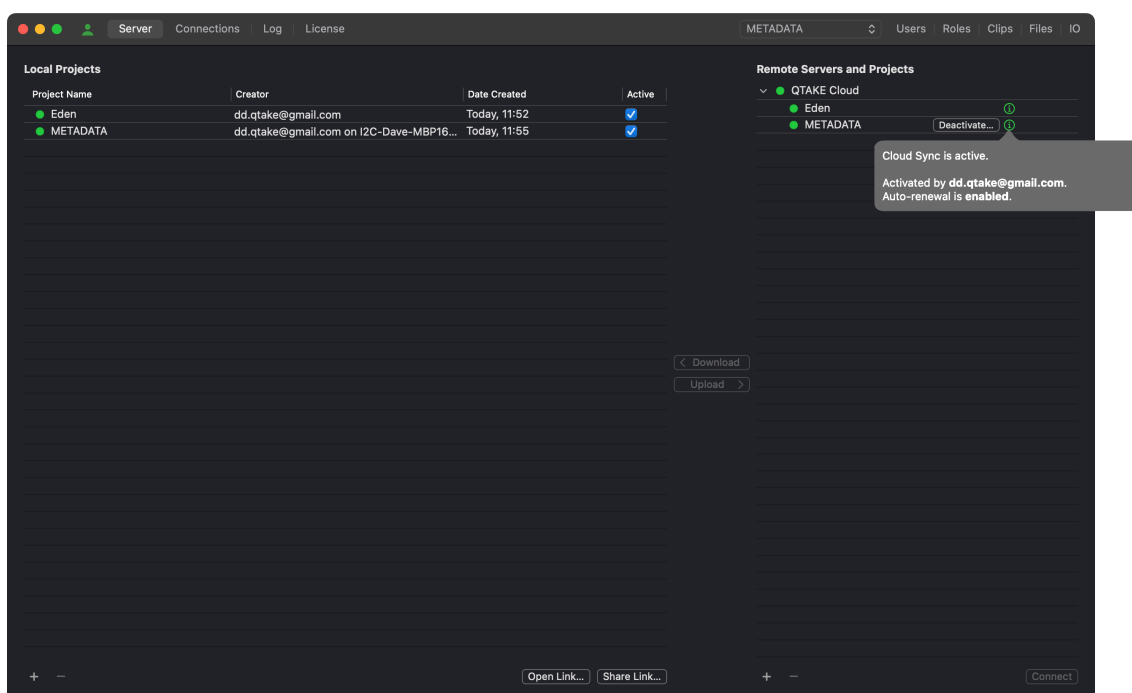 Server Connections Log License METADATA Users Roles Clips Files IO
Local Projects
Project Name Creator Date Created Active
Eden dd.qtake@gmail.com Today, 11:52
METADATA dd.qtake@gmail.com on I2C-Dave-MBP16... Today, 11:55
Remote Servers and Projects
QTAKE Cloud
Eden
METADATA Deactivate...
Cloud Sync is active.
Activated by dd.qtake@gmail.com.
Auto-renewal is enabled.
< Download
Upload >
+ − Open Link... Share Link...
+ − Connect